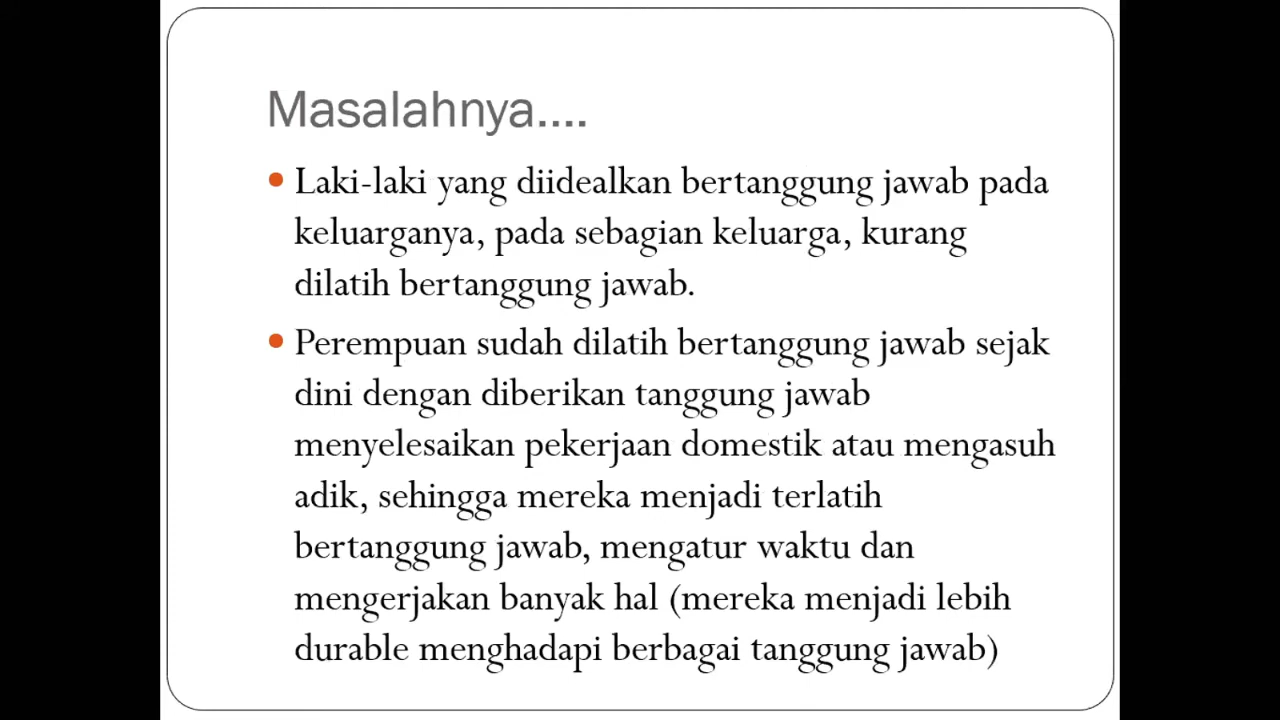 Masalahnya....
• Laki-laki yang diidealkan bertanggung jawab pada
keluarganya, pada sebagian keluarga, kurang
dilatih bertanggung jawab.
• Perempuan sudah dilatih bertanggung jawab sejak
dini dengan diberikan tanggung jawab
menyelesaikan pekerjaan domestik atau mengasuh
adik, sehingga mereka menjadi terlatih
bertanggung jawab, mengatur waktu dan
mengerjakan banyak hal (mereka menjadi lebih
durable menghadapi berbagai tanggung jawab)